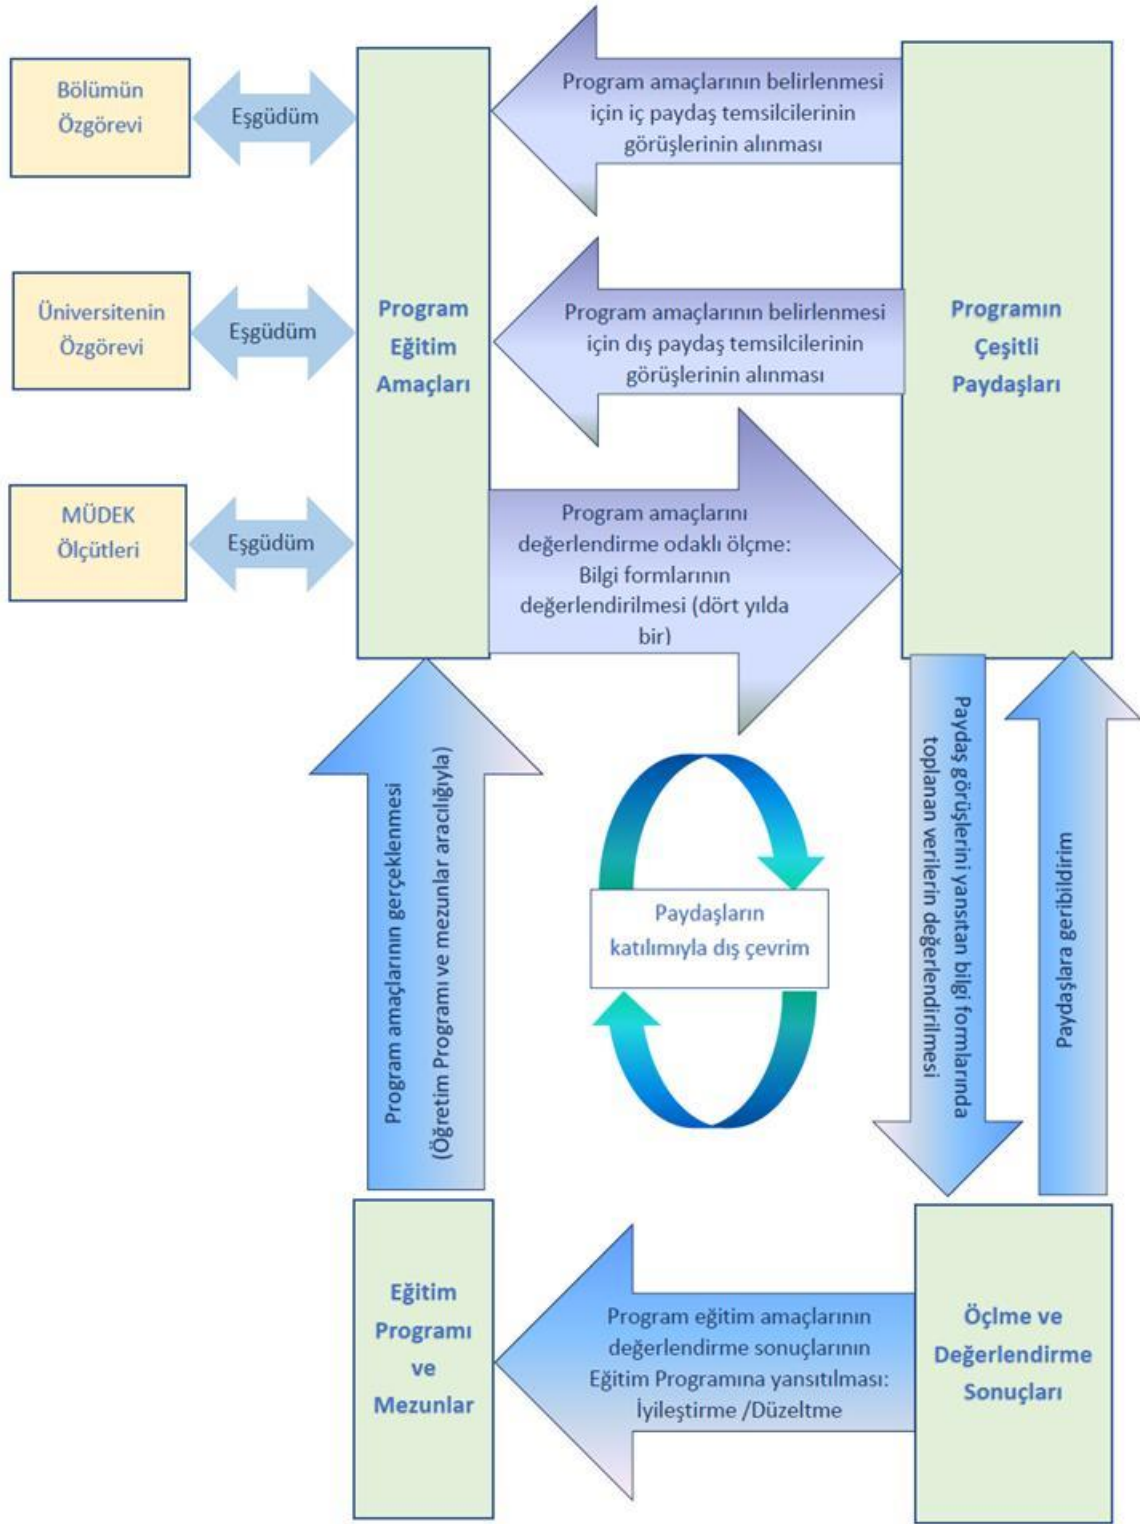 Bölümün
Özgörevi
Eşgüdüm
Program amaçlarının belirlenmesi
için iç paydaş temsilcilerinin
görüşlerinin alınması
Üniversitenin
Özgörevi
Eşgüdüm
Program
Eğitim
Amaçları
Program amaçlarının belirlenmesi
için dış paydaş temsilcilerinin
görüşlerinin alınması
Programın
Çeşitli
Paydaşları
MÜDEK
Ölçütleri
Eşgüdüm
Program amaçlarını
değerlendirme odaklı ölçme:
Bilgi formlarının
değerlendirilmesi (dört yılda
bir)
Program amaçlarının gerçeklenmesi
(Öğretim Programı ve mezunlar aracılığıyla)
Paydaşların
katılımıyla dış çevrim
Paydaş görüşlerini yansıtan bilgi formlarında
toplanan verilerin değerlendirilmesi
Paydaşlara geribildirim
Eğitim
Programı
ve
Mezunlar
Program eğitim amaçlarının
değerlendirme sonuçlarının
Eğitim Programına yansıtılması:
İyileştirme /Düzeltme
Öçlme ve
Değerlendirme
Sonuçları